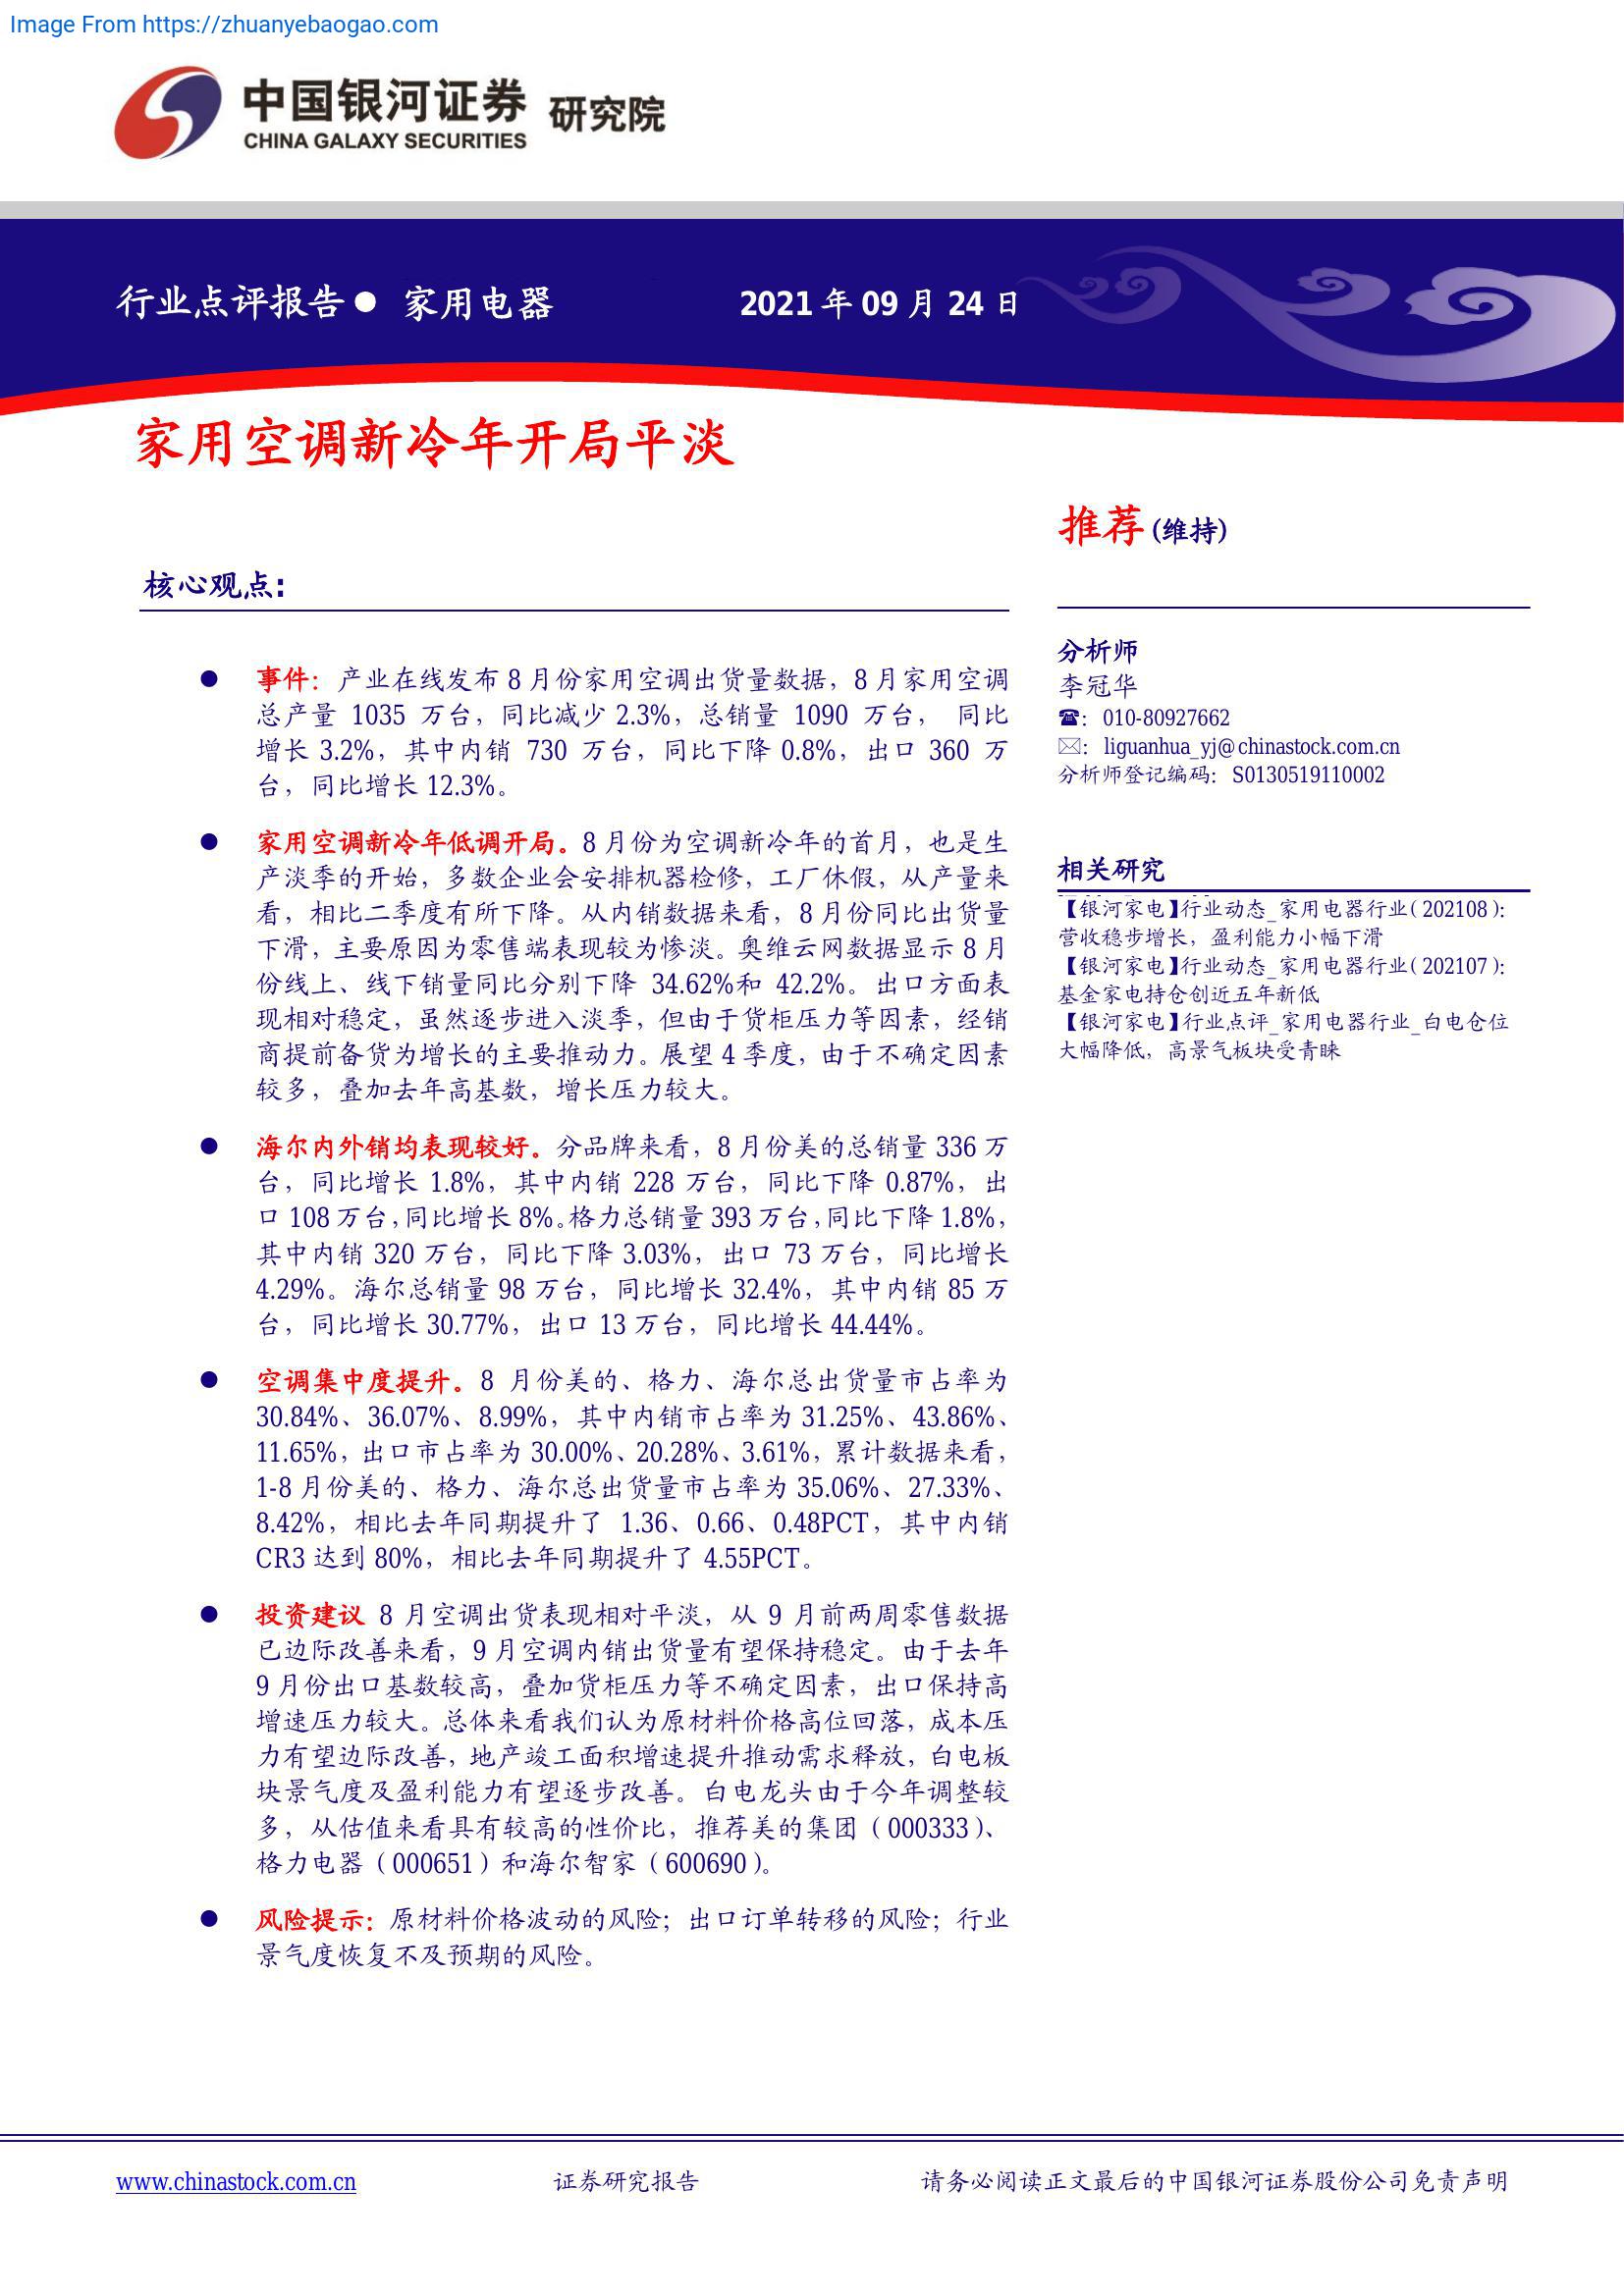 Image From https://zhuanyebaogao.com
中国银河证券 研究院
CHINA GALAXY SECURITIES
行业点评报告● 家用电器 2021 年 09 月 24 日
家用空调新冷年开局平淡
推荐(维持)
核心观点:
● 事件：产业在线发布 8 月份家用空调出货量数据，8 月家用空调
总产量 1035 万台，同比减少 2.3%，总销量 1090 万台， 同比
增长 3.2%，其中内销 730 万台，同比下降 0.8%，出口 360 万
台，同比增长 12.3%。
● 家用空调新冷年低调开局。8 月份为空调新冷年的首月，也是生
产淡季的开始，多数企业会安排机器检修，工厂休假，从产量来
看，相比二季度有所下降。从内销数据来看，8 月份同比出货量
下滑，主要原因为零售端表现较为惨淡。奥维云网数据显示 8 月
份线上、线下销量同比分别下降 34.62%和 42.2%。出口方面表
现相对稳定，虽然逐步进入淡季，但由于货柜压力等因素，经销
商提前备货为增长的主要推动力。展望 4 季度，由于不确定因素
较多，叠加去年高基数，增长压力较大。
● 海尔内外销均表现较好。分品牌来看，8 月份美的总销量 336 万
台，同比增长 1.8%，其中内销 228 万台，同比下降 0.87%，出
口 108 万台，同比增长 8%。格力总销量 393 万台，同比下降 1.8%，
其中内销 320 万台，同比下降 3.03%，出口 73 万台，同比增长
4.29%。海尔总销量 98 万台，同比增长 32.4%，其中内销 85 万
台，同比增长 30.77%，出口 13 万台，同比增长 44.44%。
● 空调集中度提升。8 月份美的、格力、海尔总出货量市占率为
30.84%、36.07%、8.99%，其中内销市占率为 31.25%、43.86%、
11.65%，出口市占率为 30.00%、20.28%、3.61%，累计数据来看，
1-8 月份美的、格力、海尔总出货量市占率为 35.06%、27.33%、
8.42%，相比去年同期提升了 1.36、0.66、0.48PCT，其中内销
CR3 达到 80%，相比去年同期提升了 4.55PCT。
● 投资建议 8 月空调出货表现相对平淡，从 9 月前两周零售数据
已边际改善来看，9 月空调内销出货量有望保持稳定。由于去年
9 月份出口基数较高，叠加货柜压力等不确定因素，出口保持高
增速压力较大。总体来看我们认为原材料价格高位回落，成本压
力有望边际改善，地产竣工面积增速提升推动需求释放，白电板
块景气度及盈利能力有望逐步改善。白电龙头由于今年调整较
多，从估值来看具有较高的性价比，推荐美的集团（000333）、
格力电器（000651）和海尔智家（600690）。
● 风险提示：原材料价格波动的风险；出口订单转移的风险；行业
景气度恢复不及预期的风险。
分析师
李冠华
☎：010-80927662
✉：liguanhua_yj@chinastock.com.cn
分析师登记编码：S0130519110002
相关研究
【银河家电】行业动态_家用电器行业（202108）：
营收稳步增长，盈利能力小幅下滑
【银河家电】行业动态_家用电器行业（202107）：
基金家电持仓创近五年新低
【银河家电】行业点评_家用电器行业_白电仓位
大幅降低，高景气板块受青睐
www.chinastock.com.cn 证券研究报告 请务必阅读正文最后的中国银河证券股份公司免责声明